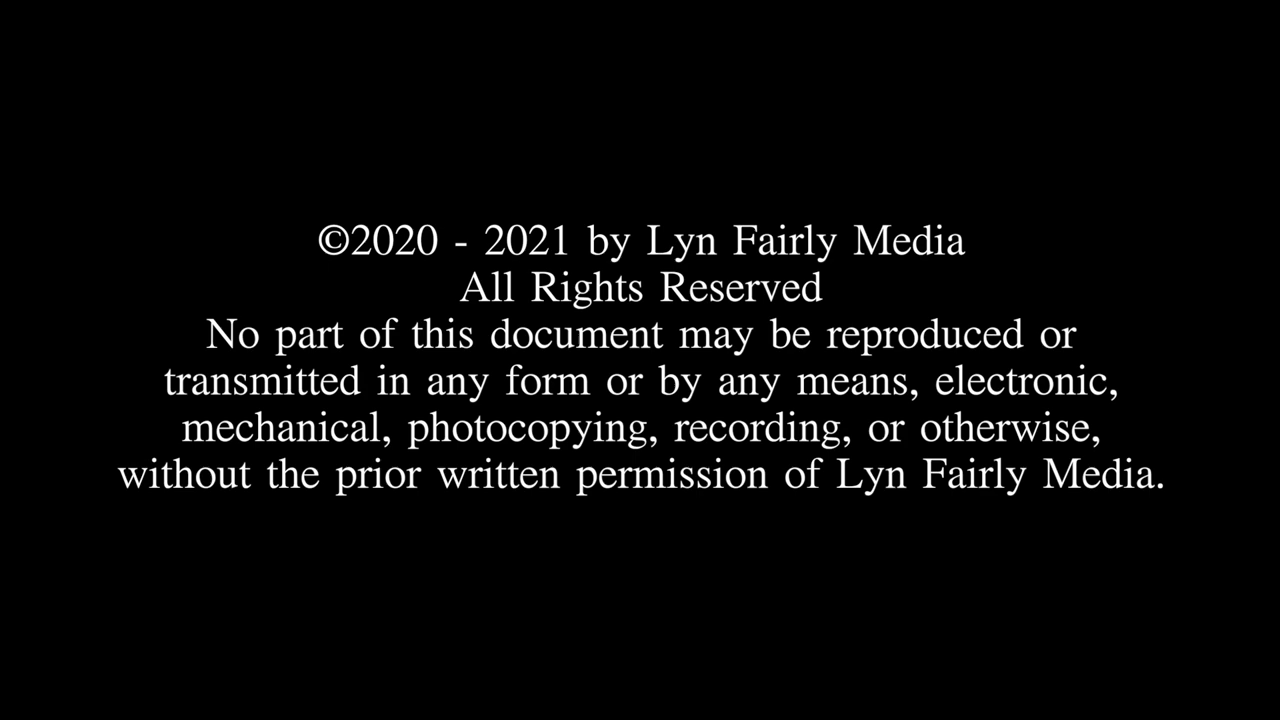 ©2020 - 2021 by Lyn Fairly Media
All Rights Reserved
No part of this document may be reproduced or
transmitted in any form or by any means, electronic,
mechanical, photocopying, recording, or otherwise,
without the prior written permission of Lyn Fairly Media.